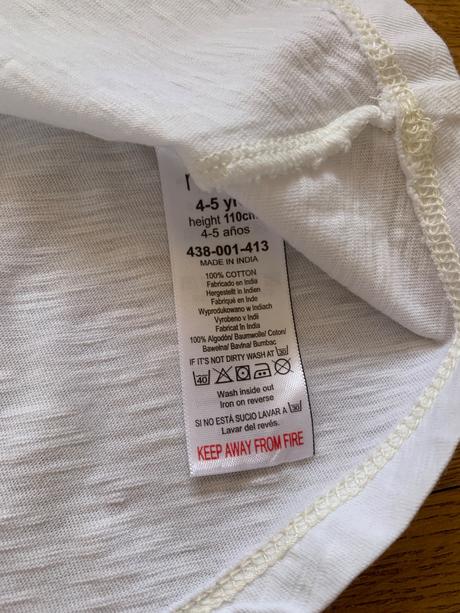 4-5 yr
height 110cm
4-5 años
438-001-413
MADE IN INDIA
100% COTTON
Fabricado en India
Hergestellt in Indien
Fabriqué en Inde
Wyprodukowano w Indiach
Vyrobeno v Indii
Fabricat în India
100% Algodón/ Baumwolle/ Coton/
Bawełna/ Bavlna/ Bumbac
IF IT'S NOT DIRTY WASH AT 30
40
Wash inside out
Iron on reverse
SI NO ESTÁ SUCIO LAVAR A 30
Lavar del revés.
KEEP AWAY FROM FIRE